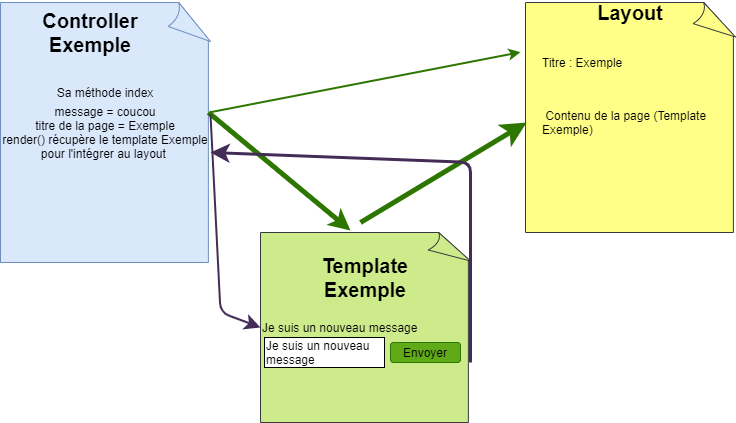 Controller
Exemple
Sa méthode index
message = coucou
titre de la page = Exemple
render() récupère le template Exemple
pour l'intégrer au layout
Layout
Titre : Exemple
Contenu de la page (Template
Exemple)
Template
Exemple
Je suis un nouveau message
Je suis un nouveau
message
Envoyer